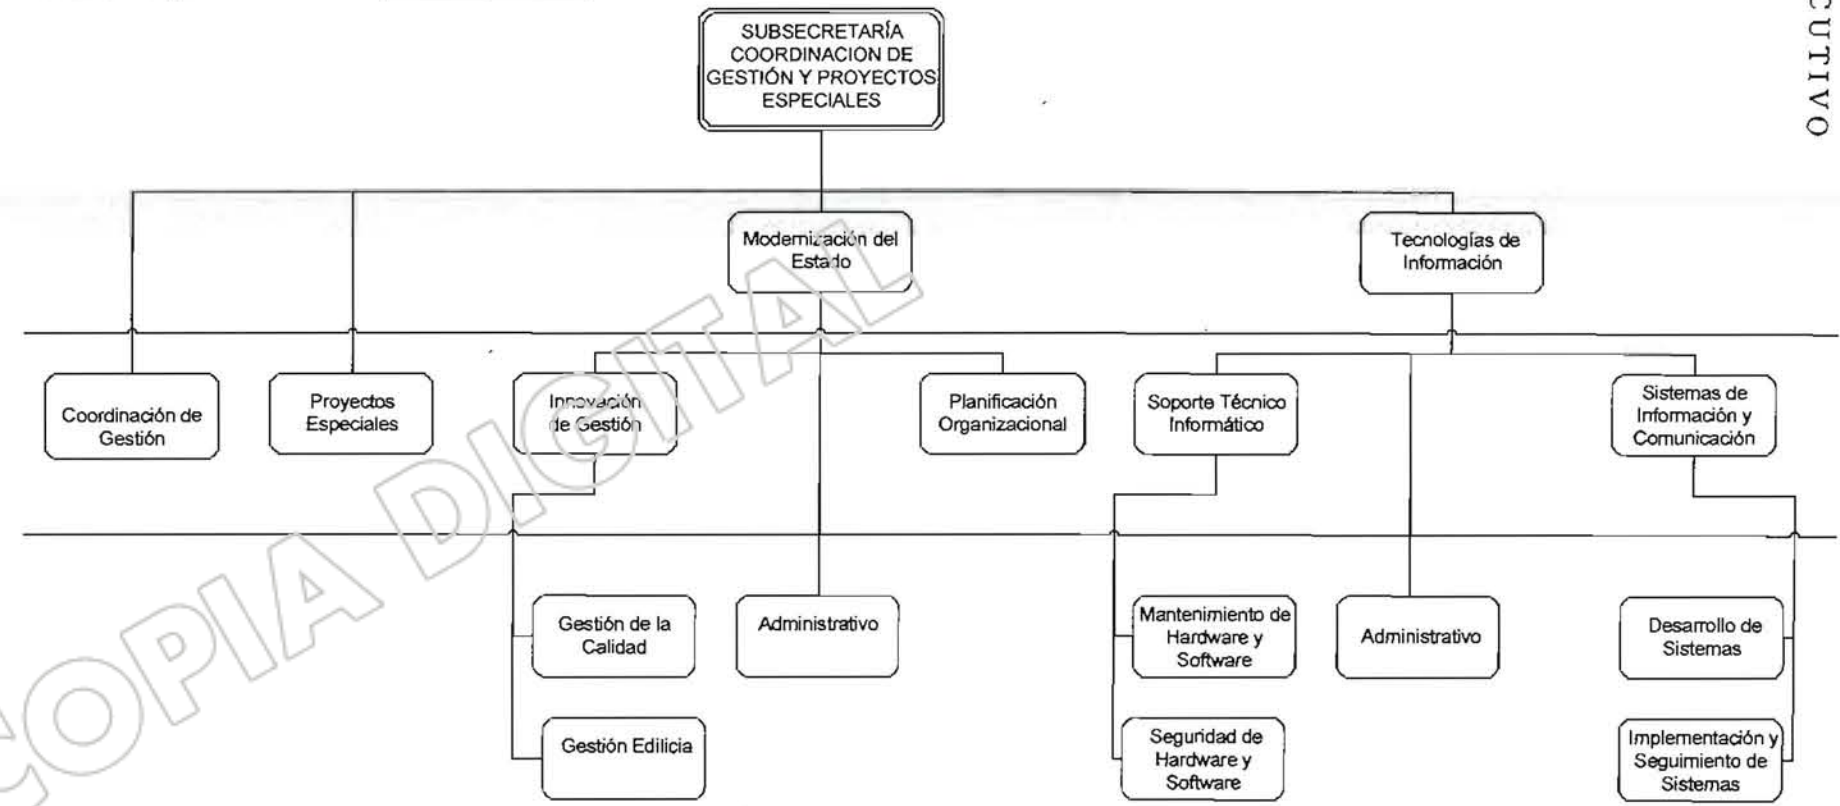 SUBSECRETARÍA
COORDINACION DE
GESTIÓN Y PROYECTOS
ESPECIALES
CUTIVO
Modernización del
Estado
Tecnologías de
Información
Coordinación de
Gestión
Proyectos
Especiales
Innovación
de Gestión
Planificación
Organizacional
Soporte Técnico
Informático
Sistemas de
Información y
Comunicación
Gestión de la
Calidad
Administrativo
Mantenimiento de
Hardware y
Software
Administrativo
Desarrollo de
Sistemas
Gestión Edilicia
Seguridad de
Hardware y
Software
Implementación y
Seguimiento de
Sistemas
COPIA DIGITAL